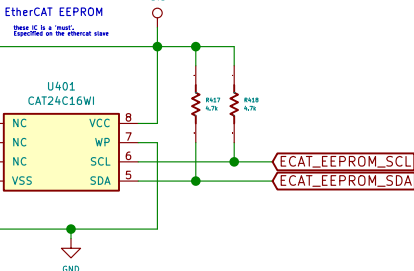 EtherCAT EEPROM
these IC is a 'must'.
Especified on the ethercat slave
U401
CAT24C16WI
R417
4.7k
R418
4.7k
NC
VCC
8
NC
WP
7
NC
SCL
6
VSS
SDA
5
ECAT_EEPROM_SCL
ECAT_EEPROM_SDA
GND